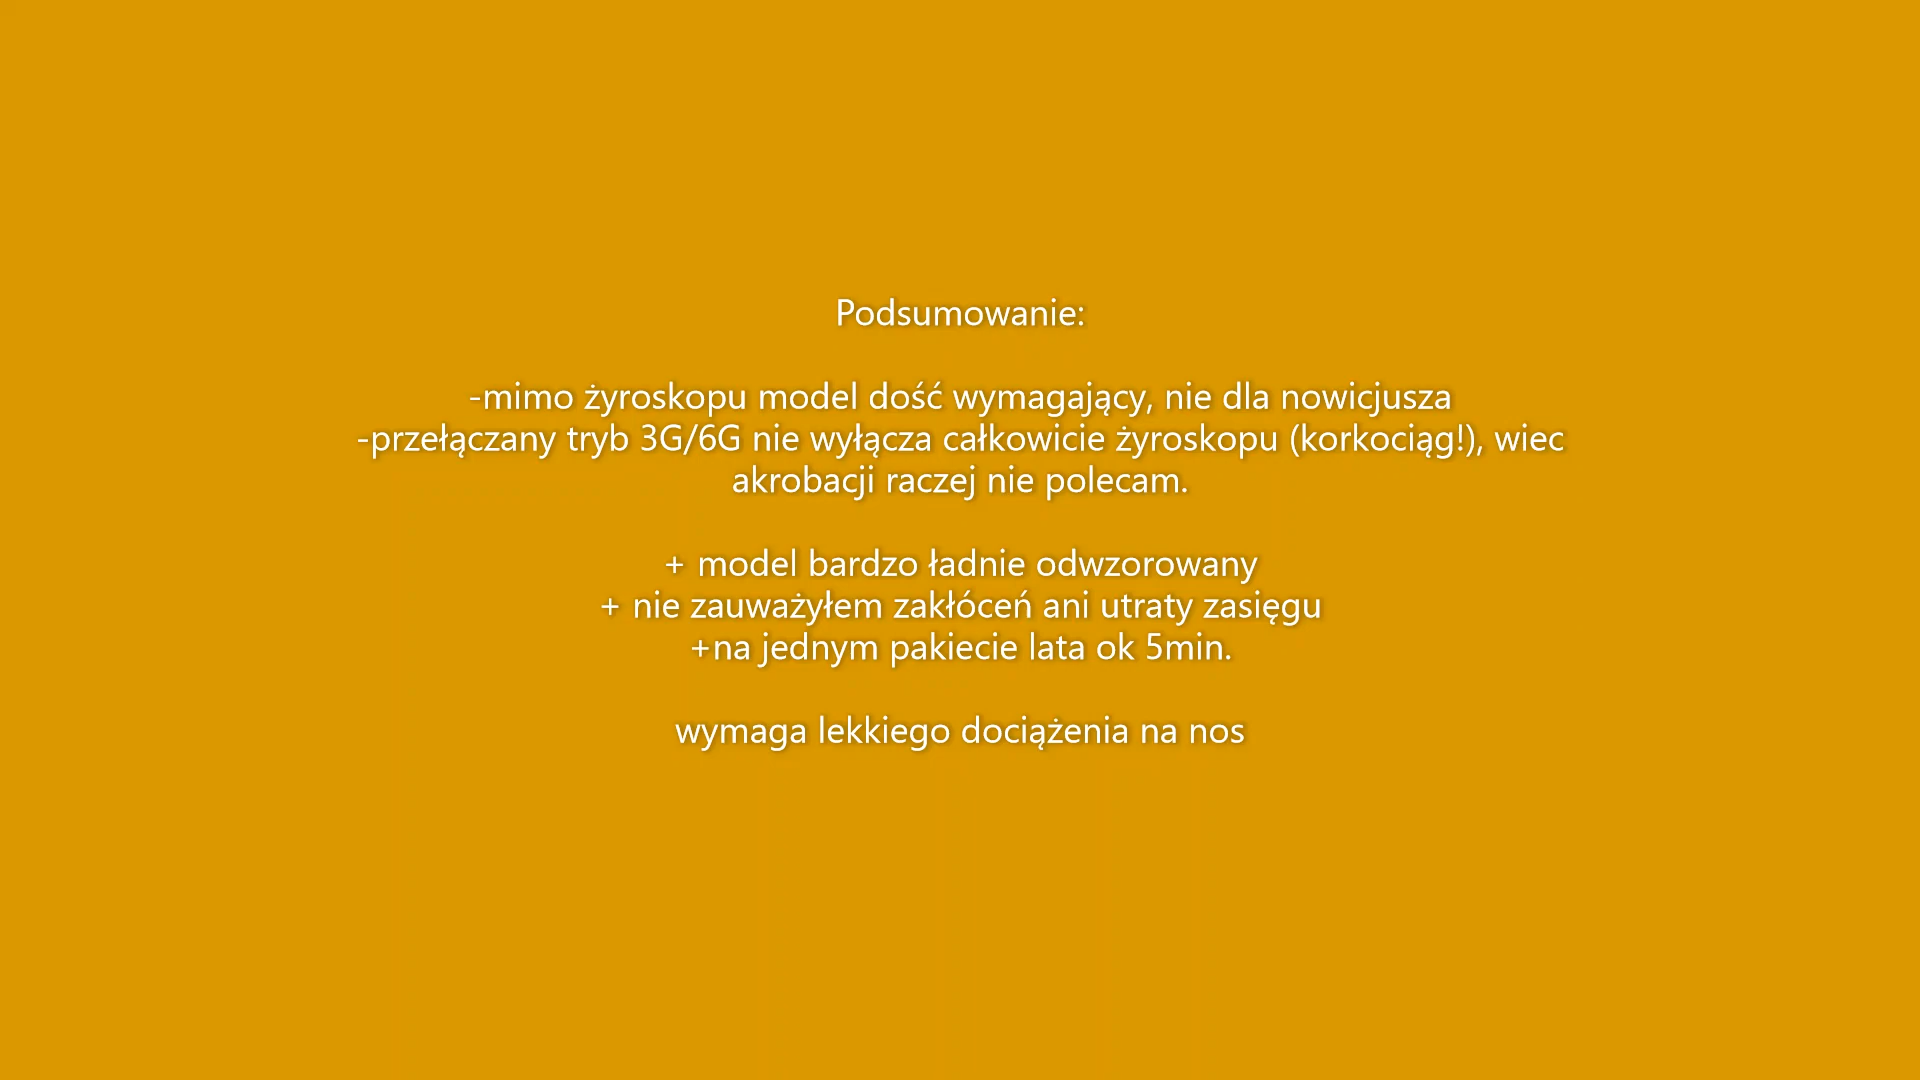 Podsumowanie:
-mimo żyroskopu model dość wymagający, nie dla nowicjusza
-przełączany tryb 3G/6G nie wyłącza całkowicie żyroskopu (korkociąg!), wiec
akrobacji raczej nie polecam.
+ model bardzo ładnie odwzorowany
+ nie zauważyłem zakłóceń ani utraty zasięgu
+na jednym pakiecie lata ok 5min.
wymaga lekkiego dociążenia na nos